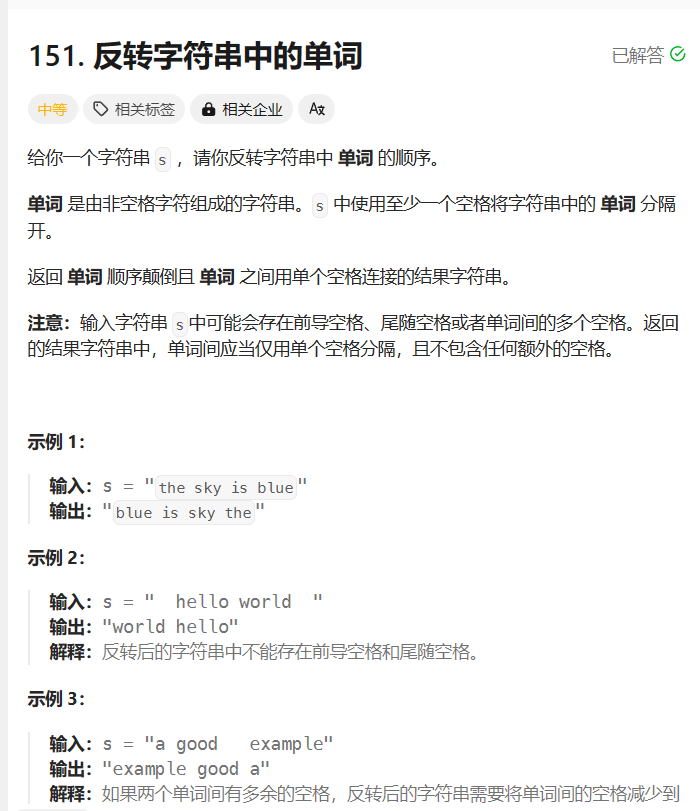 151. 反转字符串中的单词
已解答
中等 相关标签 相关企业 Aあ
给你一个字符串 s ，请你反转字符串中 单词 的顺序。
单词 是由非空格字符组成的字符串。s 中使用至少一个空格将字符串中的 单词 分隔
开。
返回 单词 顺序颠倒且 单词 之间用单个空格连接的结果字符串。
注意：输入字符串 s中可能会存在前导空格、尾随空格或者单词间的多个空格。返回
的结果字符串中，单词间应当仅用单个空格分隔，且不包含任何额外的空格。
示例 1：
输入：s = "the sky is blue"
输出："blue is sky the"
示例 2：
输入：s = "  hello world  "
输出："world hello"
解释：反转后的字符串中不能存在前导空格和尾随空格。
示例 3：
输入：s = "a good   example"
输出："example good a"
解释：如果两个单词间有多余的空格，反转后的字符串需要将单词间的空格减少到